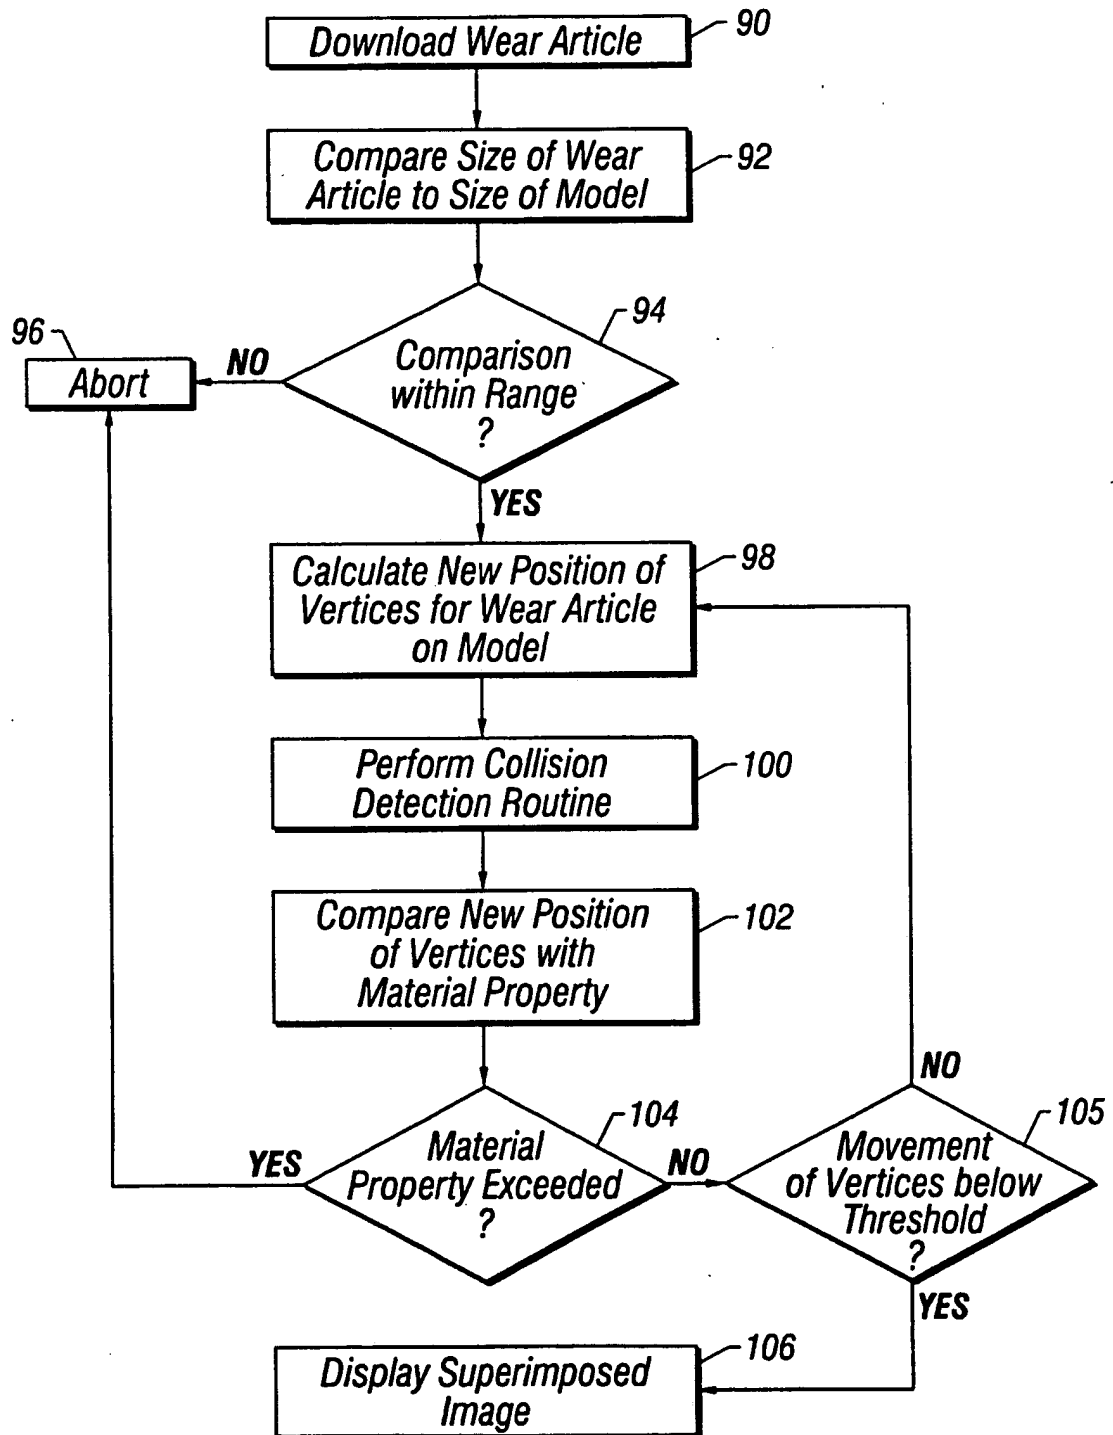 Download Wear Article
90
Compare Size of Wear
Article to Size of Model
92
94
Comparison
within Range
?
NO
96
Abort
YES
Calculate New Position of
Vertices for Wear Article
on Model
98
Perform Collision
Detection Routine
100
Compare New Position
of Vertices with
Material Property
102
104
Material
Property Exceeded
?
YES
NO
105
Movement
of Vertices below
Threshold
?
NO
YES
106
Display Superimposed
Image